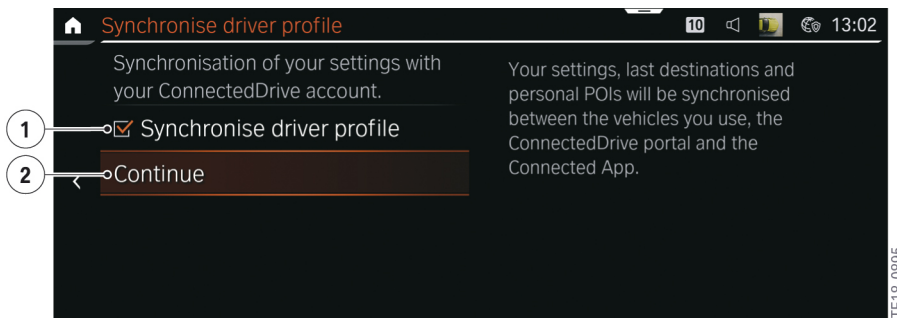 Synchronise driver profile
10
13:02
Synchronisation of your settings with
your ConnectedDrive account.
1
Synchronise driver profile
2
Continue
Your settings, last destinations and
personal POIs will be synchronised
between the vehicles you use, the
ConnectedDrive portal and the
Connected App.